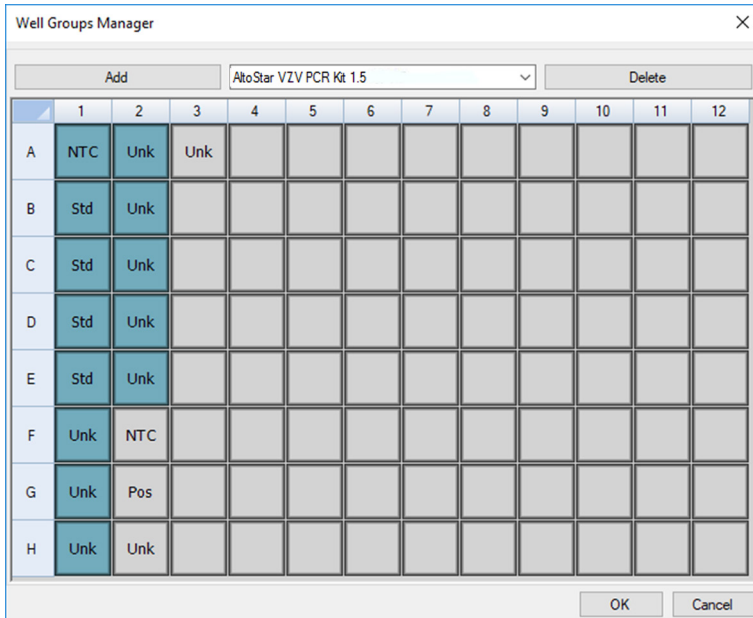 Well Groups Manager
Add AltoStar VZV PCR Kit 1.5 Delete
1 2 3 4 5 6 7 8 9 10 11 12
A NTC Unk Unk
B Std Unk
C Std Unk
D Std Unk
E Std Unk
F Unk NTC
G Unk Pos
H Unk Unk
OK Cancel